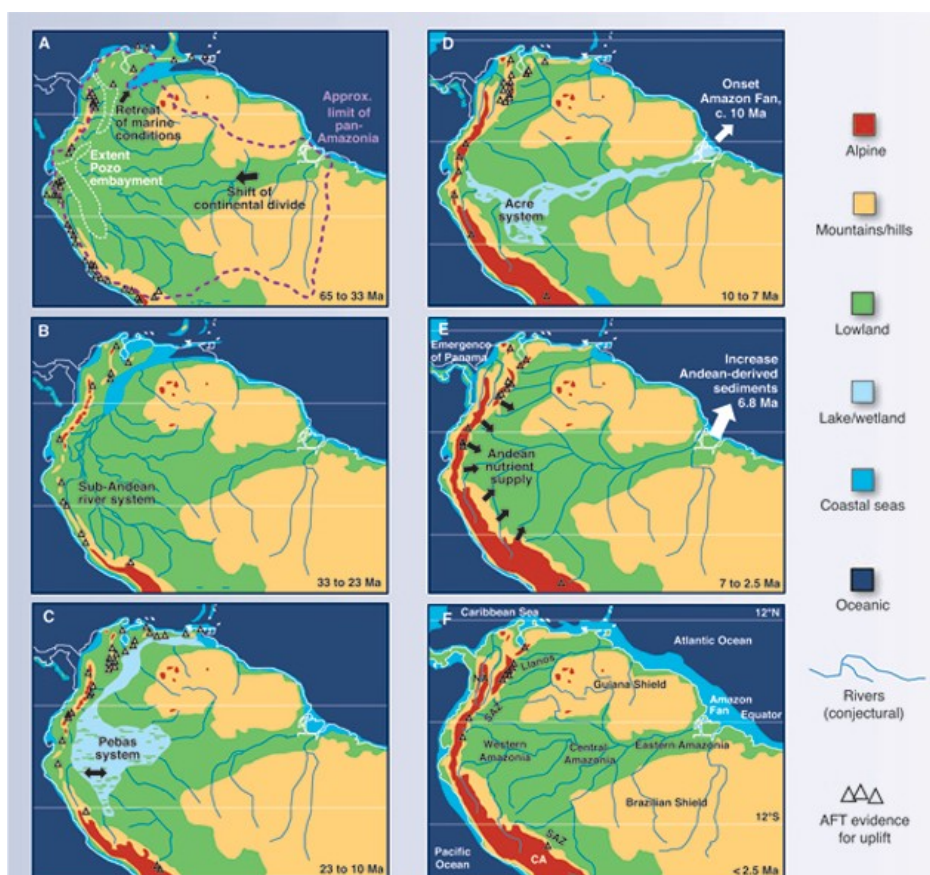 A
Retreat
of marine
conditions
Approx.
limit of
pan-
Amazonia
Extent
Pozo
embayment
Shift of
continental divide
65 to 33 Ma
B
Sub-Andean
river system
33 to 23 Ma
C
Pebas
system
23 to 10 Ma
D
Onset
Amazon Fan,
c. 10 Ma
Acre
system
10 to 7 Ma
E
Emergence
of Panama
Increase
Andean-derived
sediments
6.8 Ma
Andean
nutrient
supply
7 to 2.5 Ma
F
Caribbean Sea
12°N
Atlantic Ocean
NA
Llanos
Guiana Shield
SAZ
Amazon
Fan
Equator
Western
Amazonia
Central
Amazonia
Eastern Amazonia
Brazilian Shield
12°S
SAZ
Pacific
Ocean
CA
< 2.5 Ma
Alpine
Mountains/hills
Lowland
Lake/wetland
Coastal seas
Oceanic
Rivers
(conjectural)
AFT evidence
for uplift